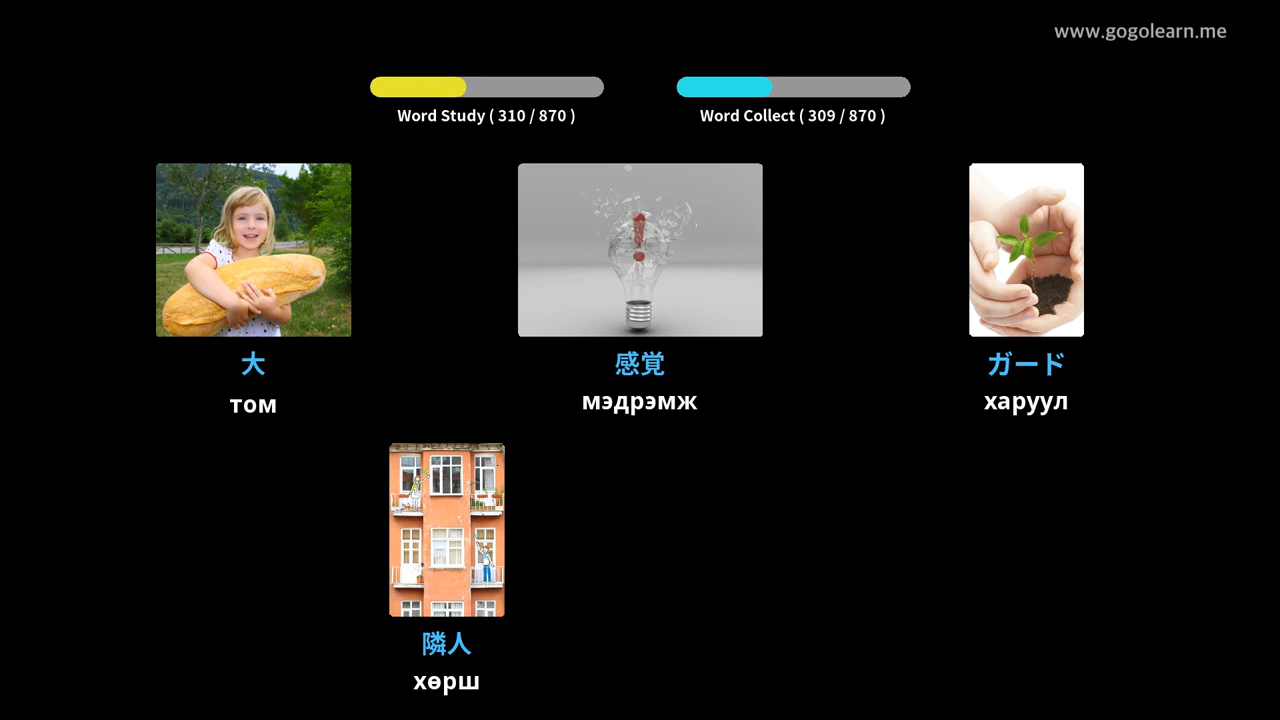 www.gogolearn.me
Word Study ( 310 / 870 )
Word Collect ( 309 / 870 )
大
том
感覚
мэдрэмж
ガード
харуул
隣人
хөрш